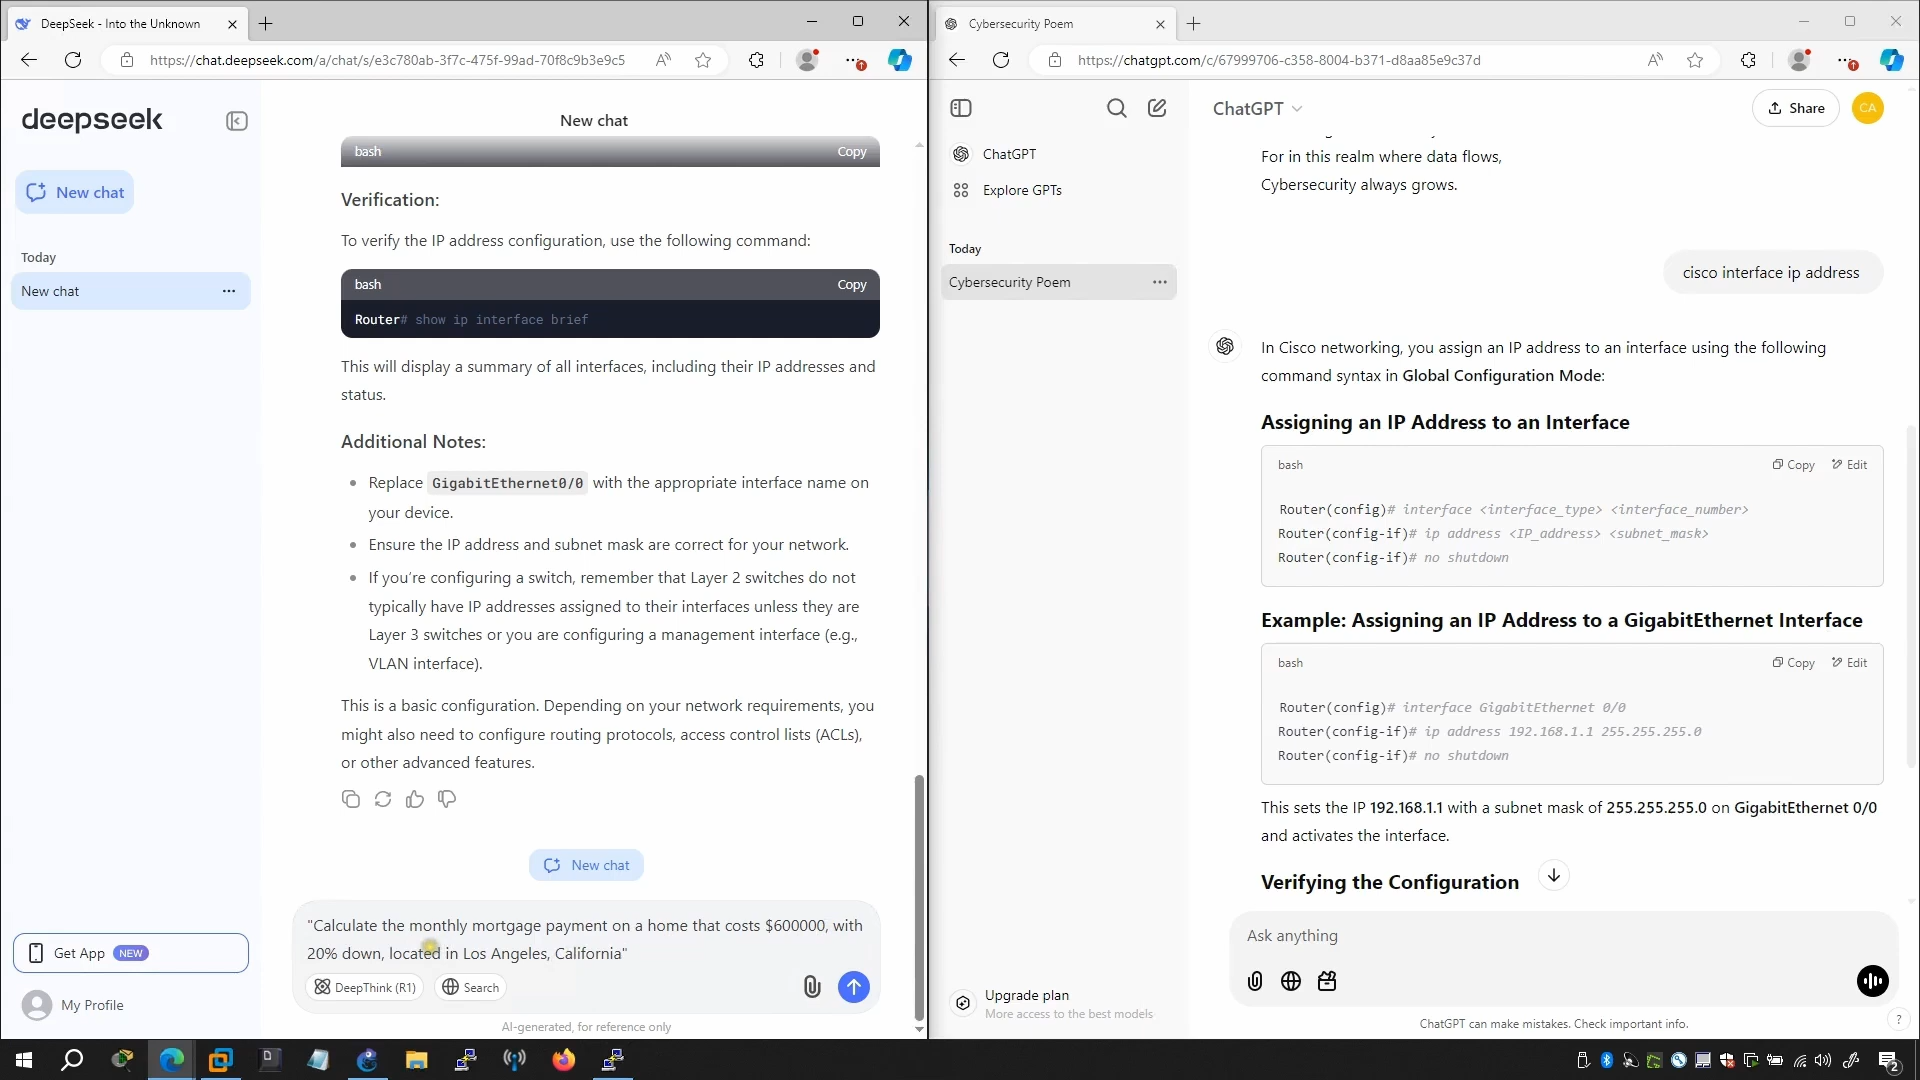 DeepSeek - Into the Unknown
https://chat.deepseek.com/a/chat/s/e3c780ab-3f7c-475f-99ad-70f8c9b3e9c5
deepseek
New chat
Today
New chat
Get App NEW
My Profile
New chat
bash Copy
Verification:
To verify the IP address configuration, use the following command:
bash Copy
Router# show ip interface brief
This will display a summary of all interfaces, including their IP addresses and
status.
Additional Notes:
Replace GigabitEthernet0/0 with the appropriate interface name on
your device.
Ensure the IP address and subnet mask are correct for your network.
If you're configuring a switch, remember that Layer 2 switches do not
typically have IP addresses assigned to their interfaces unless they are
Layer 3 switches or you are configuring a management interface (e.g.,
VLAN interface).
This is a basic configuration. Depending on your network requirements, you
might also need to configure routing protocols, access control lists (ACLs),
or other advanced features.
New chat
"Calculate the monthly mortgage payment on a home that costs $600000, with
20% down, located in Los Angeles, California"
DeepThink (R1) Search
AI-generated, for reference only
Cybersecurity Poem
https://chatgpt.com/c/67999706-c358-8004-b371-d8aa85e9c37d
ChatGPT
Explore GPTs
Today
Cybersecurity Poem
Upgrade plan
More access to the best models
ChatGPT
Share
CA
For in this realm where data flows,
Cybersecurity always grows.
cisco interface ip address
In Cisco networking, you assign an IP address to an interface using the following
command syntax in Global Configuration Mode:
Assigning an IP Address to an Interface
bash Copy Edit
Router(config)# interface <interface_type> <interface_number>
Router(config-if)# ip address <IP_address> <subnet_mask>
Router(config-if)# no shutdown
Example: Assigning an IP Address to a GigabitEthernet Interface
bash Copy Edit
Router(config)# interface GigabitEthernet 0/0
Router(config-if)# ip address 192.168.1.1 255.255.255.0
Router(config-if)# no shutdown
This sets the IP 192.168.1.1 with a subnet mask of 255.255.255.0 on GigabitEthernet 0/0
and activates the interface.
Verifying the Configuration
Ask anything
ChatGPT can make mistakes. Check important info.
?
2